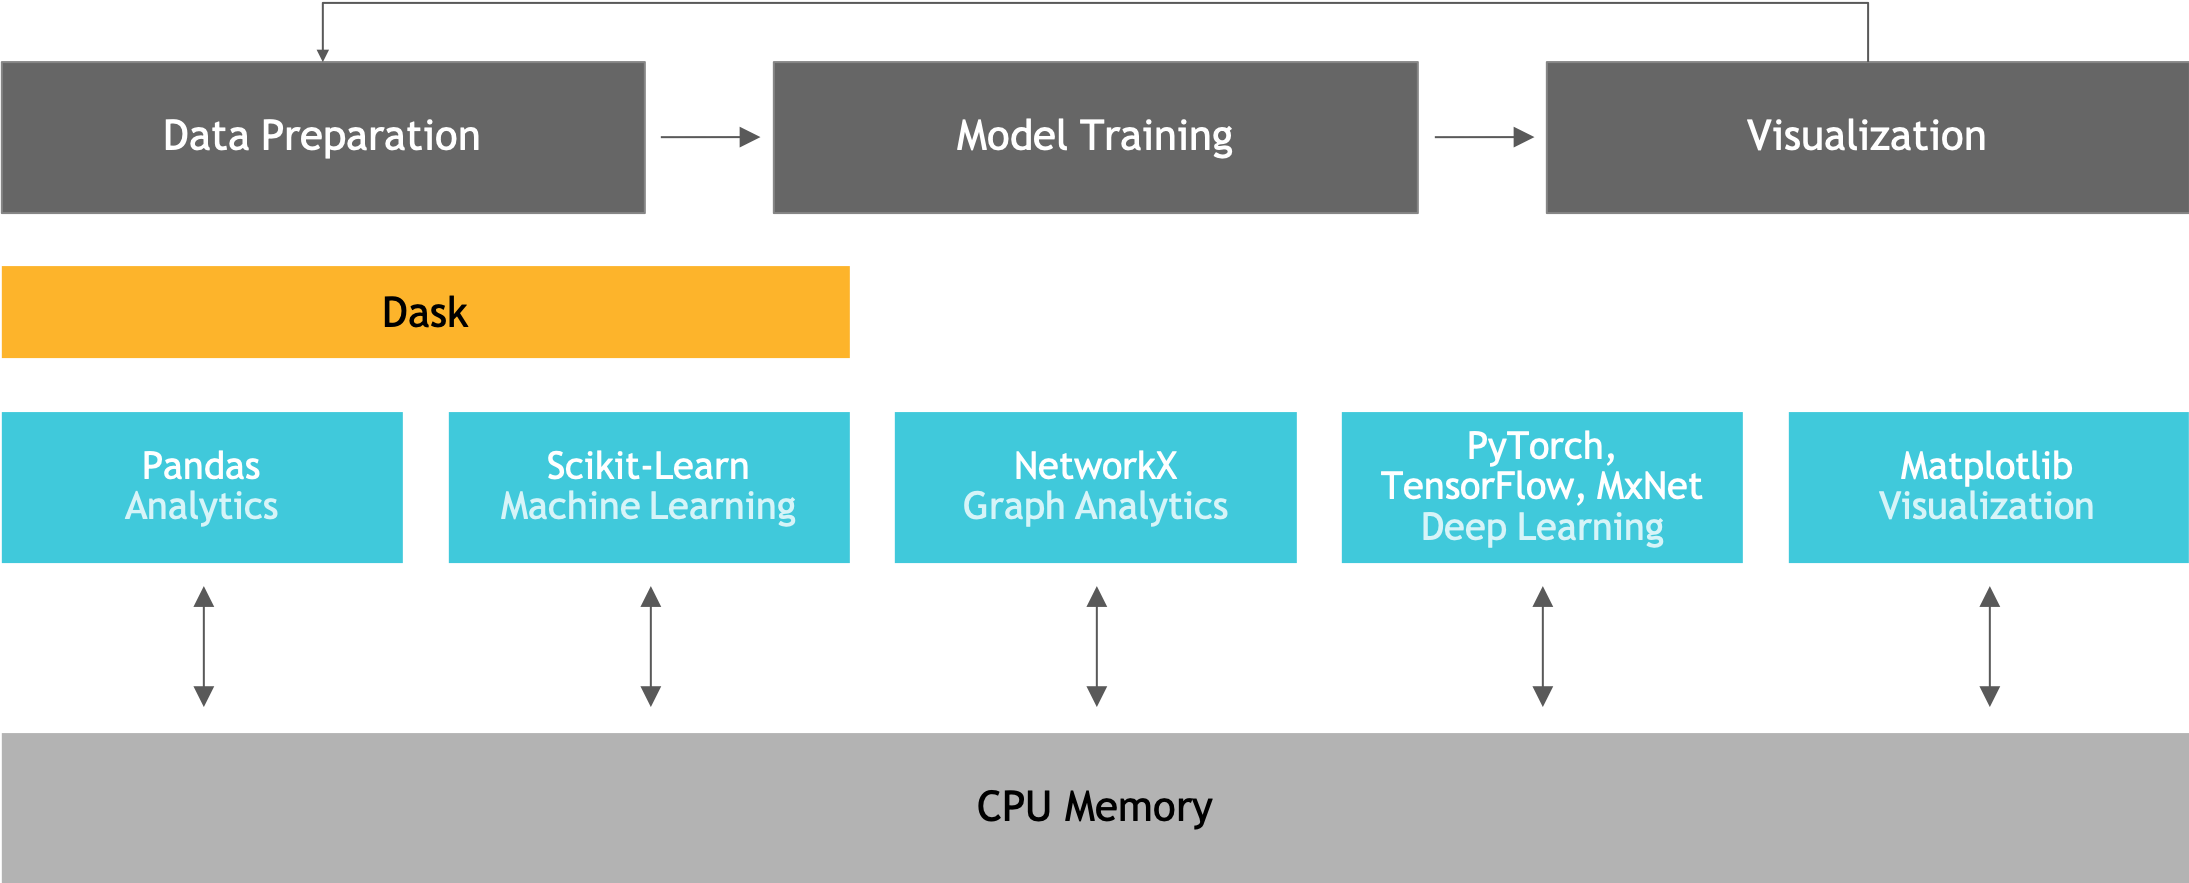 Data Preparation
Model Training
Visualization
Dask
Pandas
Analytics
Scikit-Learn
Machine Learning
NetworkX
Graph Analytics
PyTorch,
TensorFlow, MxNet
Deep Learning
Matplotlib
Visualization
CPU Memory